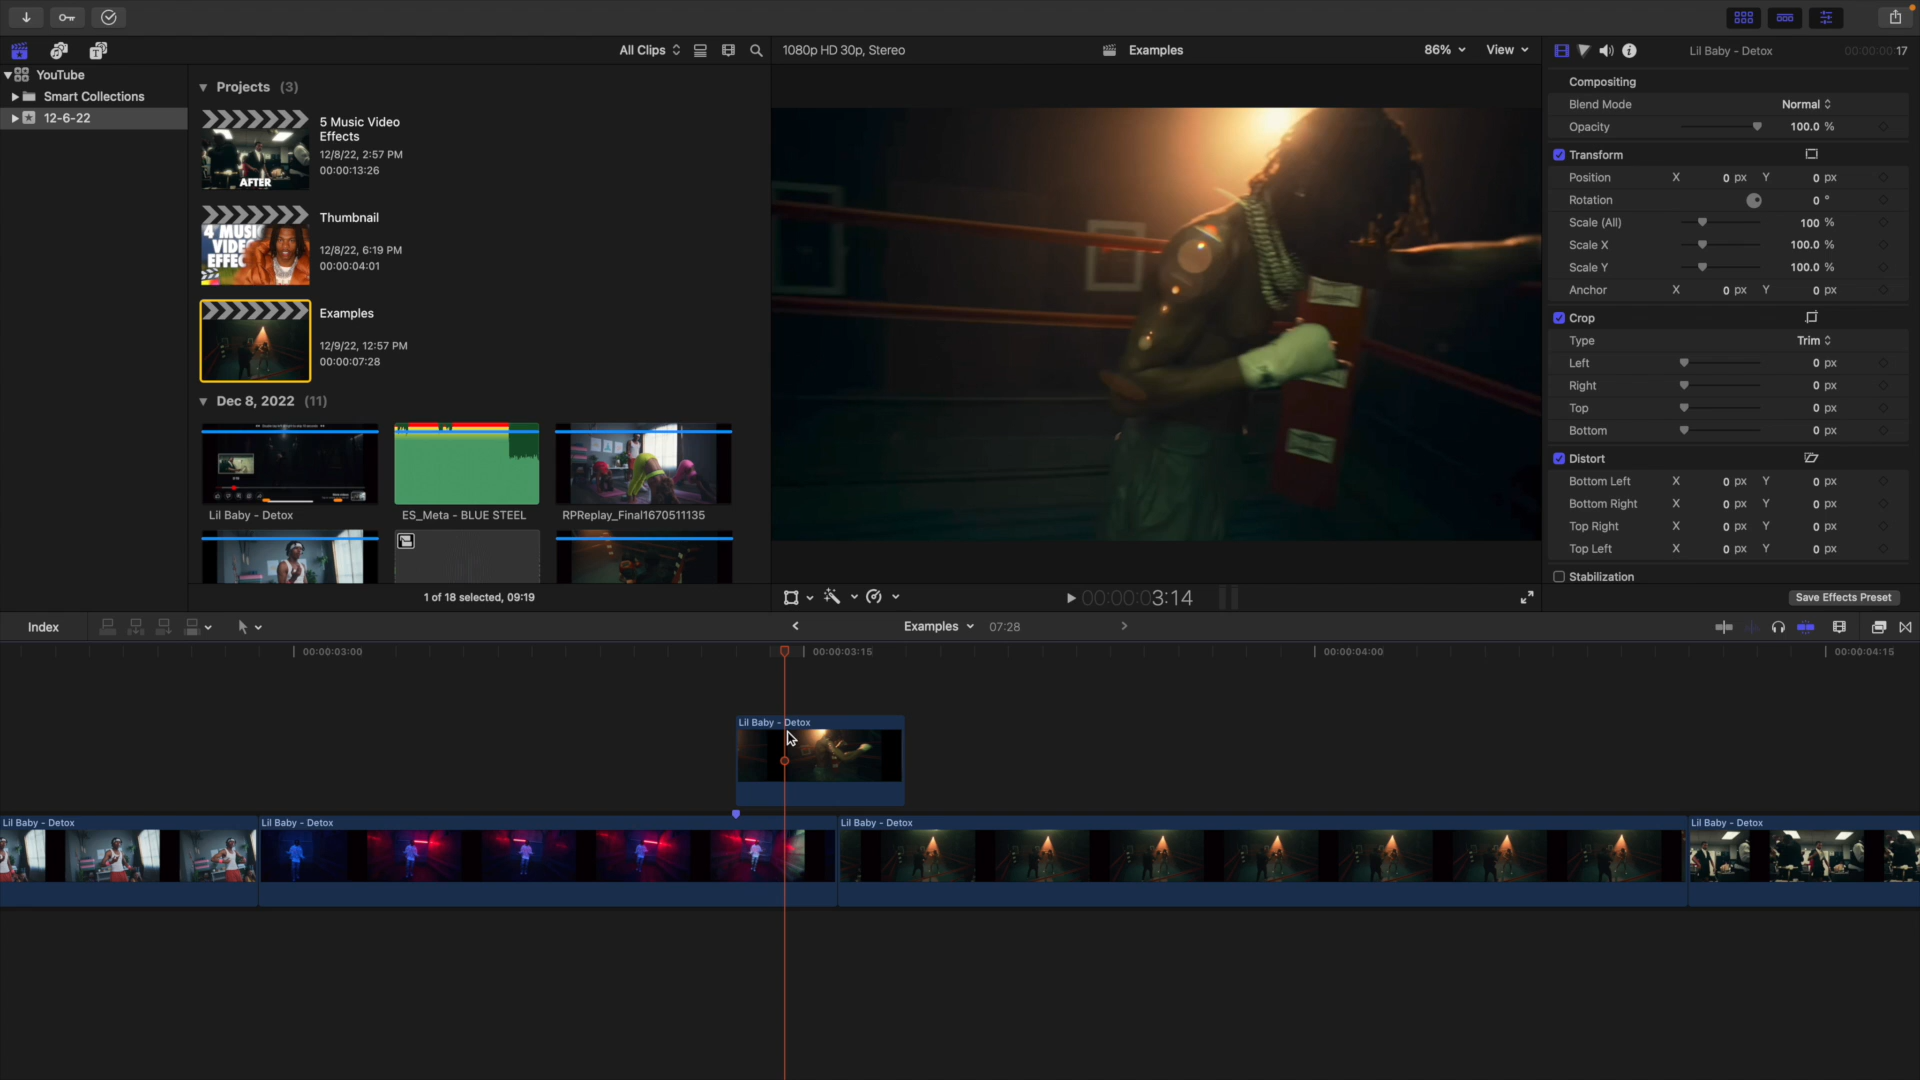 All Clips
1080p HD 30p, Stereo
Examples
86%
View
Lil Baby - Detox
00:00:00:17
YouTube
Smart Collections
12-6-22
Projects (3)
5 Music Video
Effects
12/8/22, 2:57 PM
00:00:13:26
AFTER
Thumbnail
12/8/22, 6:19 PM
00:00:04:01
4 MUSI
VIDE
EFFEC
Examples
12/9/22, 12:57 PM
00:00:07:28
Dec 8, 2022 (11)
Lil Baby - Detox
ES_Meta - BLUE STEEL
RPReplay_Final1670511135
1 of 18 selected, 09:19
Compositing
Blend Mode Normal
Opacity 100.0 %
Transform
Position X 0 px Y 0 px
Rotation 0 °
Scale (All) 100 %
Scale X 100.0 %
Scale Y 100.0 %
Anchor X 0 px Y 0 px
Crop
Type Trim
Left 0 px
Right 0 px
Top 0 px
Bottom 0 px
Distort
Bottom Left X 0 px Y 0 px
Bottom Right X 0 px Y 0 px
Top Right X 0 px Y 0 px
Top Left X 0 px Y 0 px
Stabilization
Save Effects Preset
00:00:03:14
Index
Examples
07:28
00:00:03:00
00:00:03:15
00:00:04:00
00:00:04:15
Lil Baby - Detox
Lil Baby - Detox
Lil Baby - Detox
Lil Baby - Detox
Lil Baby - Detox